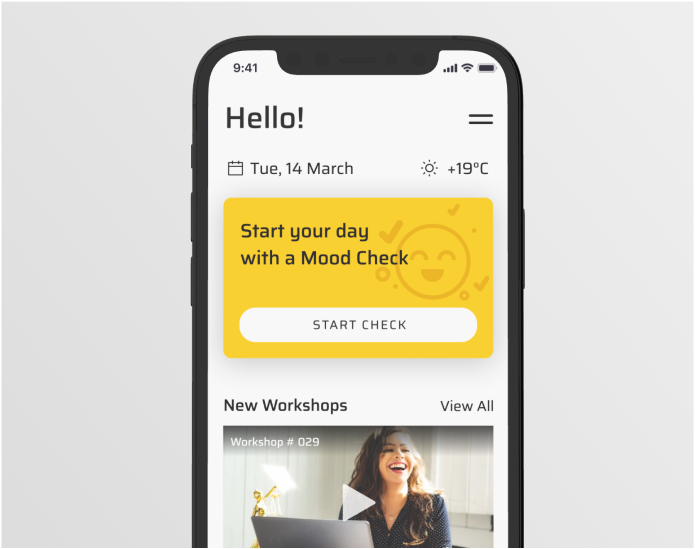 9:41
Hello!
Tue, 14 March
+19°C
Start your day
with a Mood Check
START CHECK
New Workshops
View All
Workshop # 029